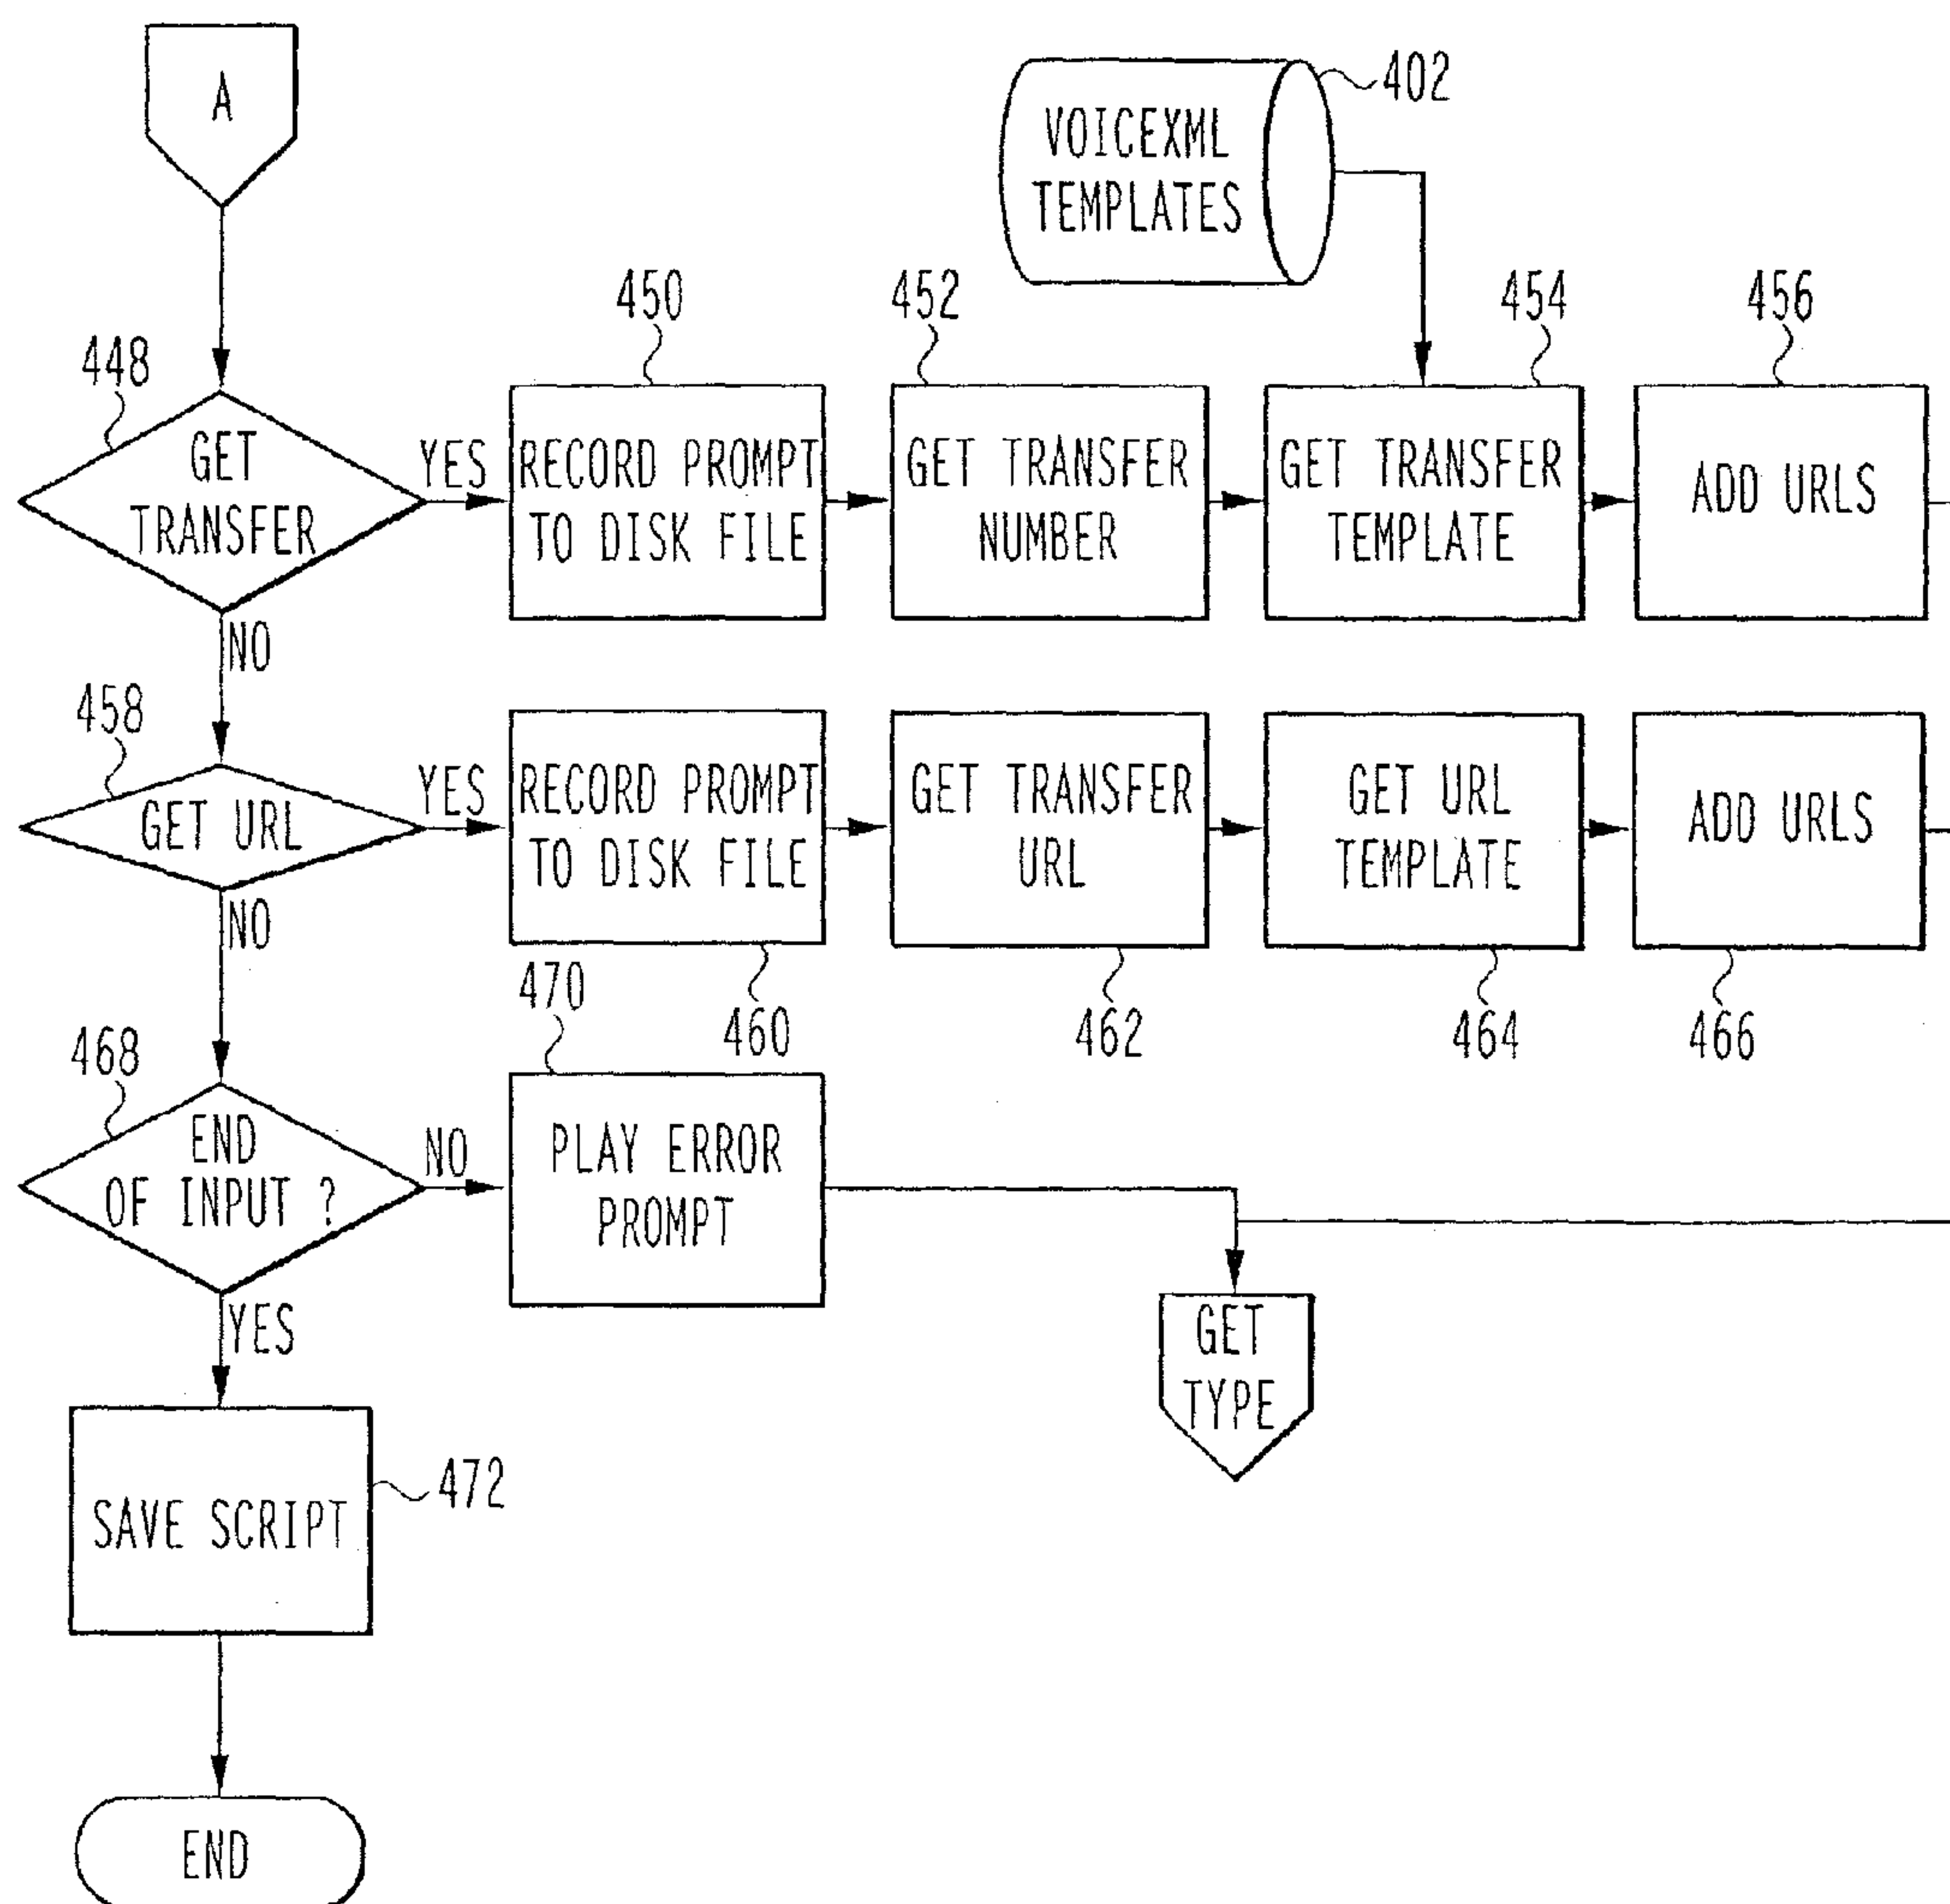 A
402
VOICEXML
TEMPLATES
450
452
454
456
448
GET
TRANSFER
YES
RECORD PROMPT
TO DISK FILE
GET TRANSFER
NUMBER
GET TRANSFER
TEMPLATE
ADD URLS
NO
458
GET URL
YES
RECORD PROMPT
TO DISK FILE
GET TRANSFER
URL
GET URL
TEMPLATE
ADD URLS
NO
460
462
464
466
468
END
OF INPUT ?
NO
470
PLAY ERROR
PROMPT
YES
GET
TYPE
SAVE SCRIPT
472
END